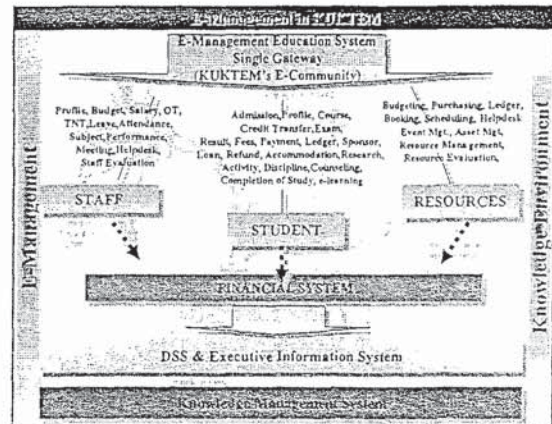 E-Management in KUKTEM
E-Management Education System
Single Gateway
(KUKTEM's E-Community)
Profile, Budget, Salary, OT,
TNT, Leave, Attendance,
Subject, Performance,
Meeting, Helpdesk,
Staff Evaluation
Admission, Profile, Course,
Credit Transfer, Exam,
Result, Fees, Payment, Ledger, Sponsor,
Loan, Refund, Accommodation, Research,
Activity, Discipline, Counseling,
Completion of Study, e-learning
Budgeting, Purchasing, Ledger,
Booking, Scheduling, Helpdesk
Event Mgt., Asset Mgt,
Resource Management,
Resource Evaluation,
STAFF
STUDENT
RESOURCES
FINANCIAL SYSTEM
DSS & Executive Information System
Knowledge Management System
E-Management
Knowledge Environment